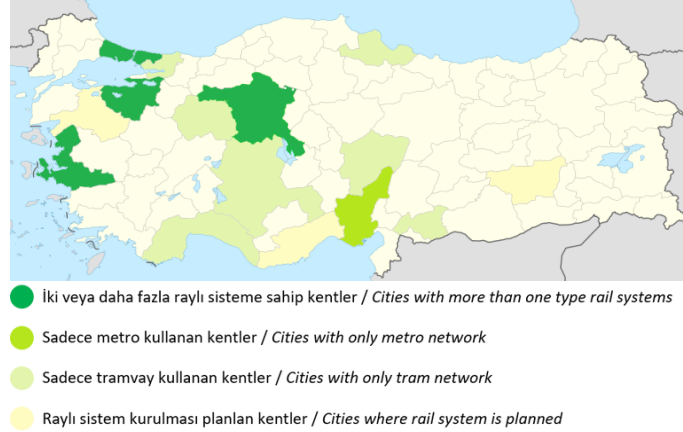 İki veya daha fazla raylı sisteme sahip kentler / Cities with more than one type rail systems
Sadece metro kullanan kentler / Cities with only metro network
Sadece tramvay kullanan kentler / Cities with only tram network
Raylı sistem kurulması planlan kentler / Cities where rail system is planned